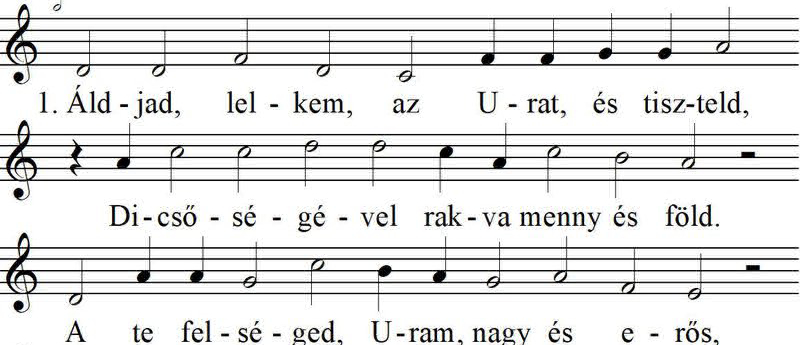 1. Áld - jad, lel - kem, az U - rat, és tisz-teld,
Di - cső - sé - gé - vel rak - va menny és föld.
A te fel - sé - ged, U - ram, nagy és e - rős,